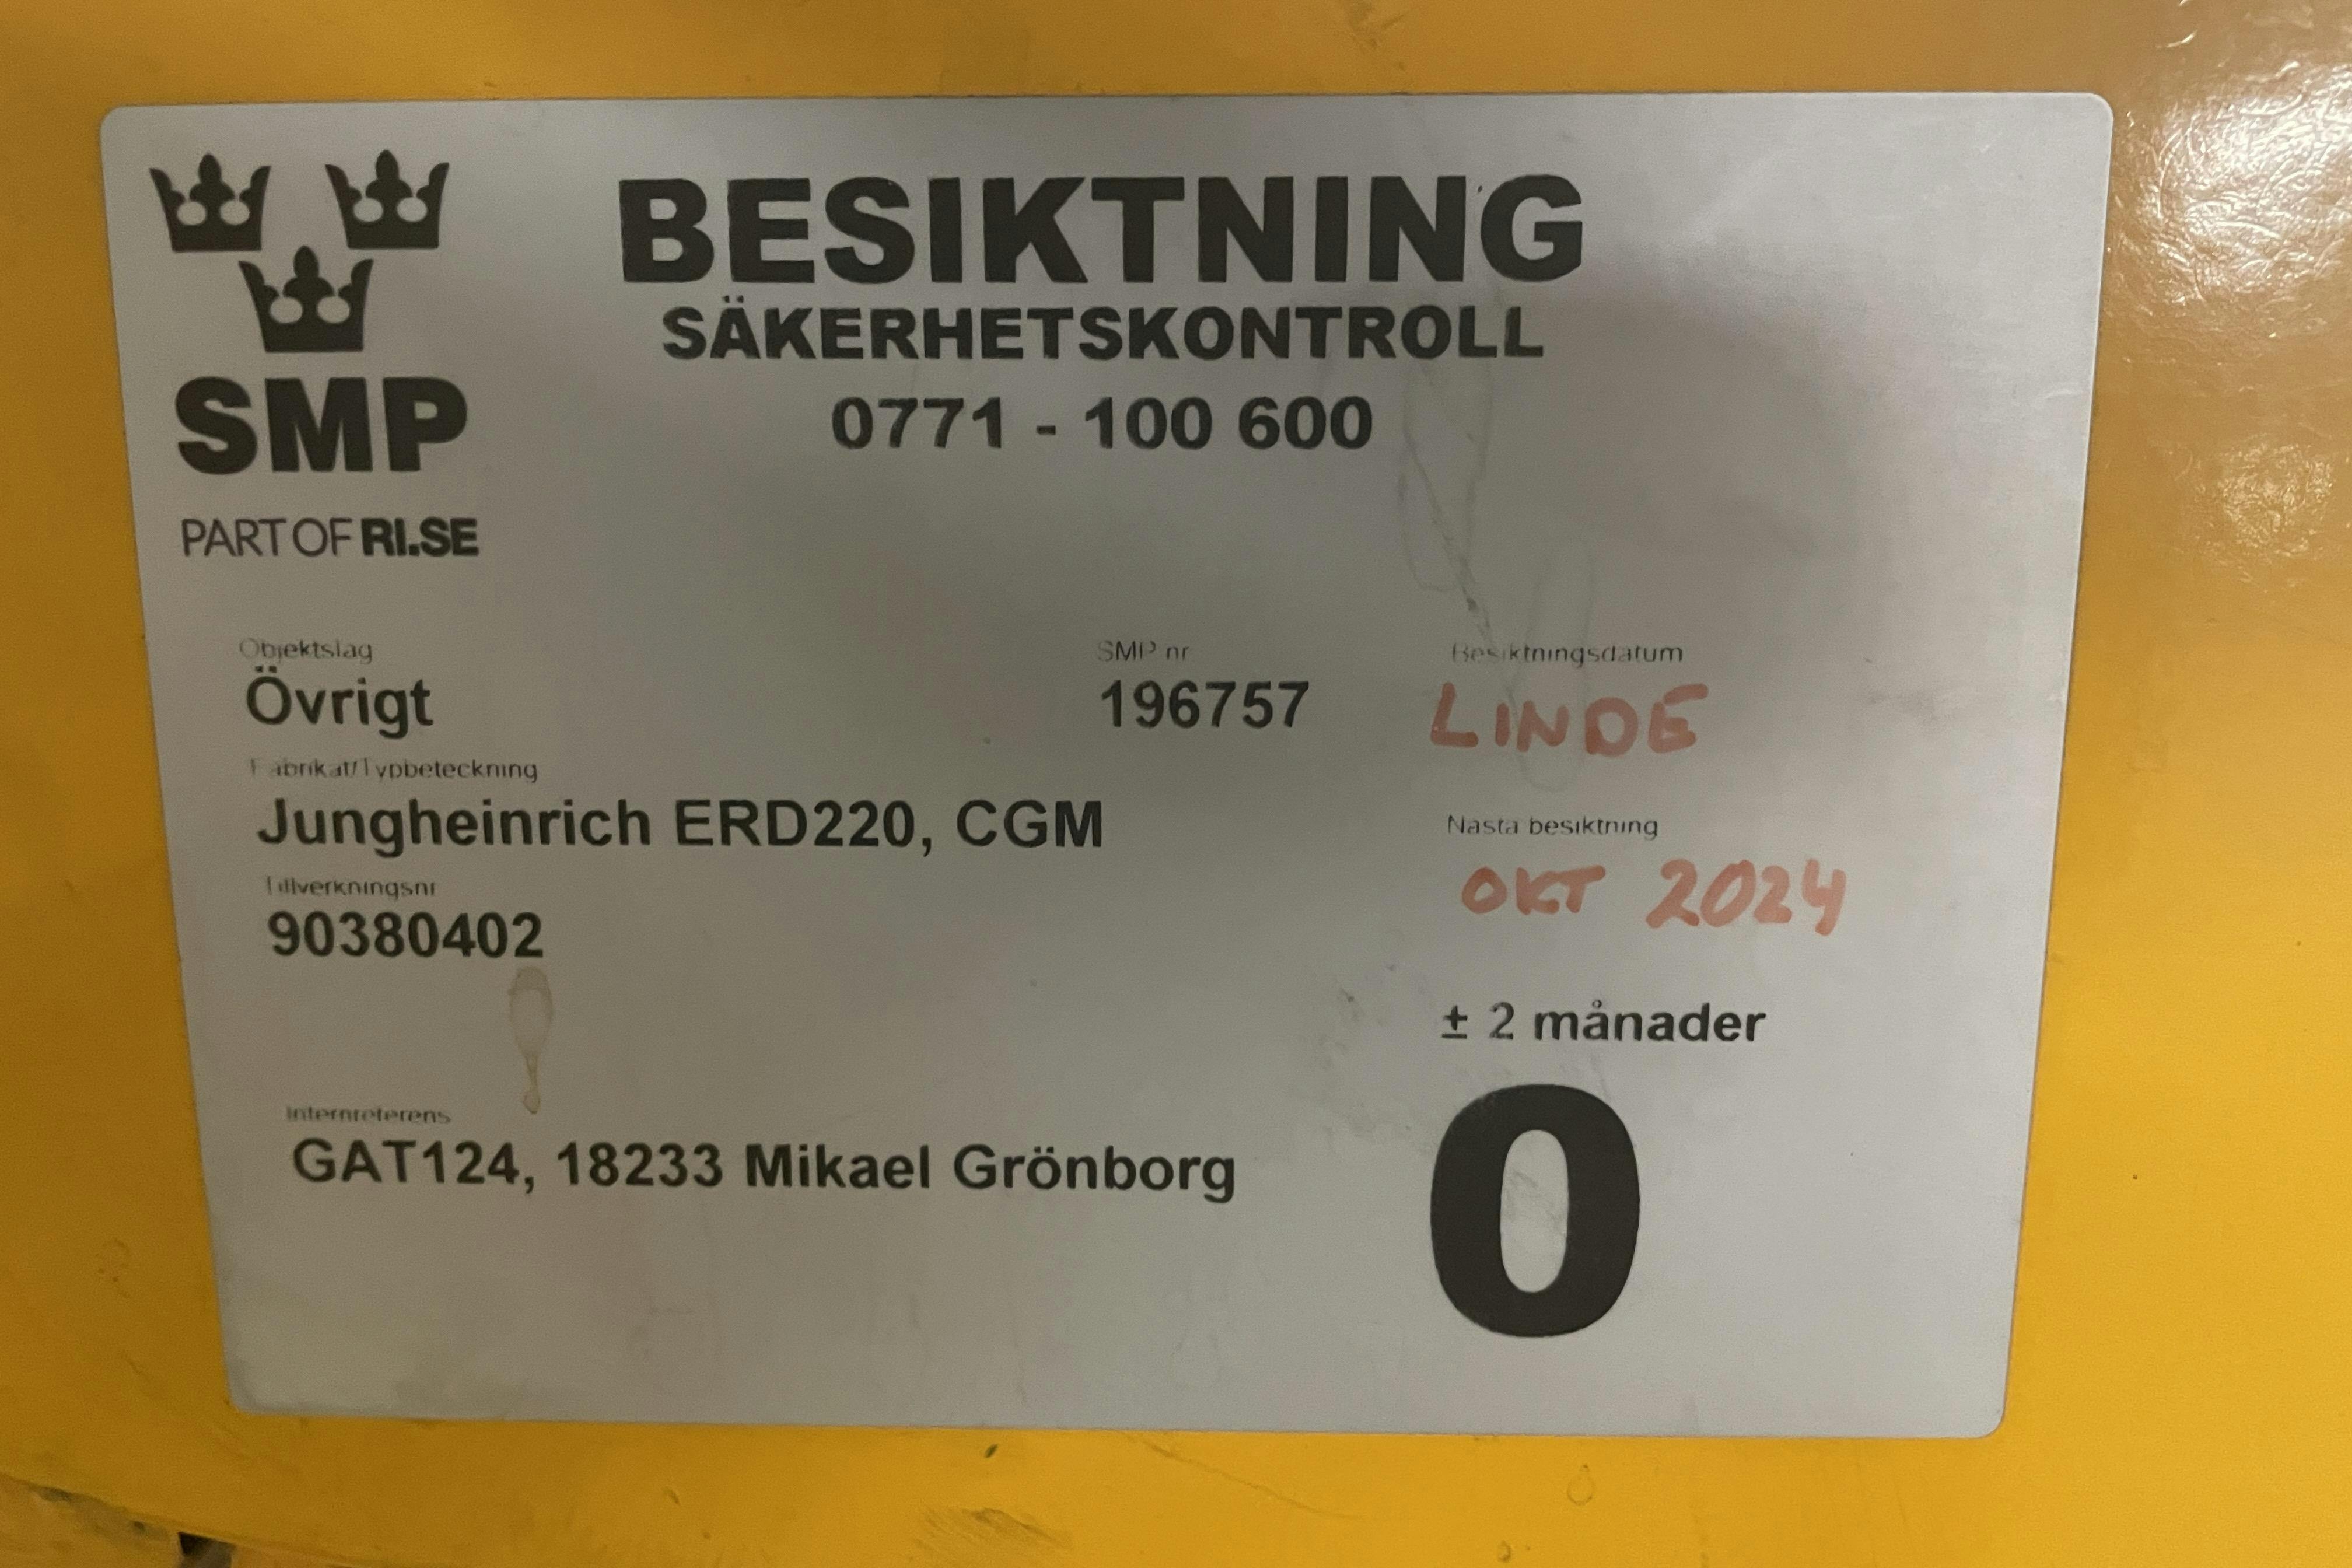 BESIKTNING
SÄKERHETSKONTROLL
0771 - 100 600
SMP
PART OF RI.SE
Objektslag
Övrigt
SMP nr
196757
Besiktningsdatum
LINDE
Fabrikat/Typbeteckning
Jungheinrich ERD220, CGM
Nästa besiktning
OKT 2024
Tillverkningsnr
90380402
± 2 månader
0
Internreferens
GAT124, 18233 Mikael Grönborg